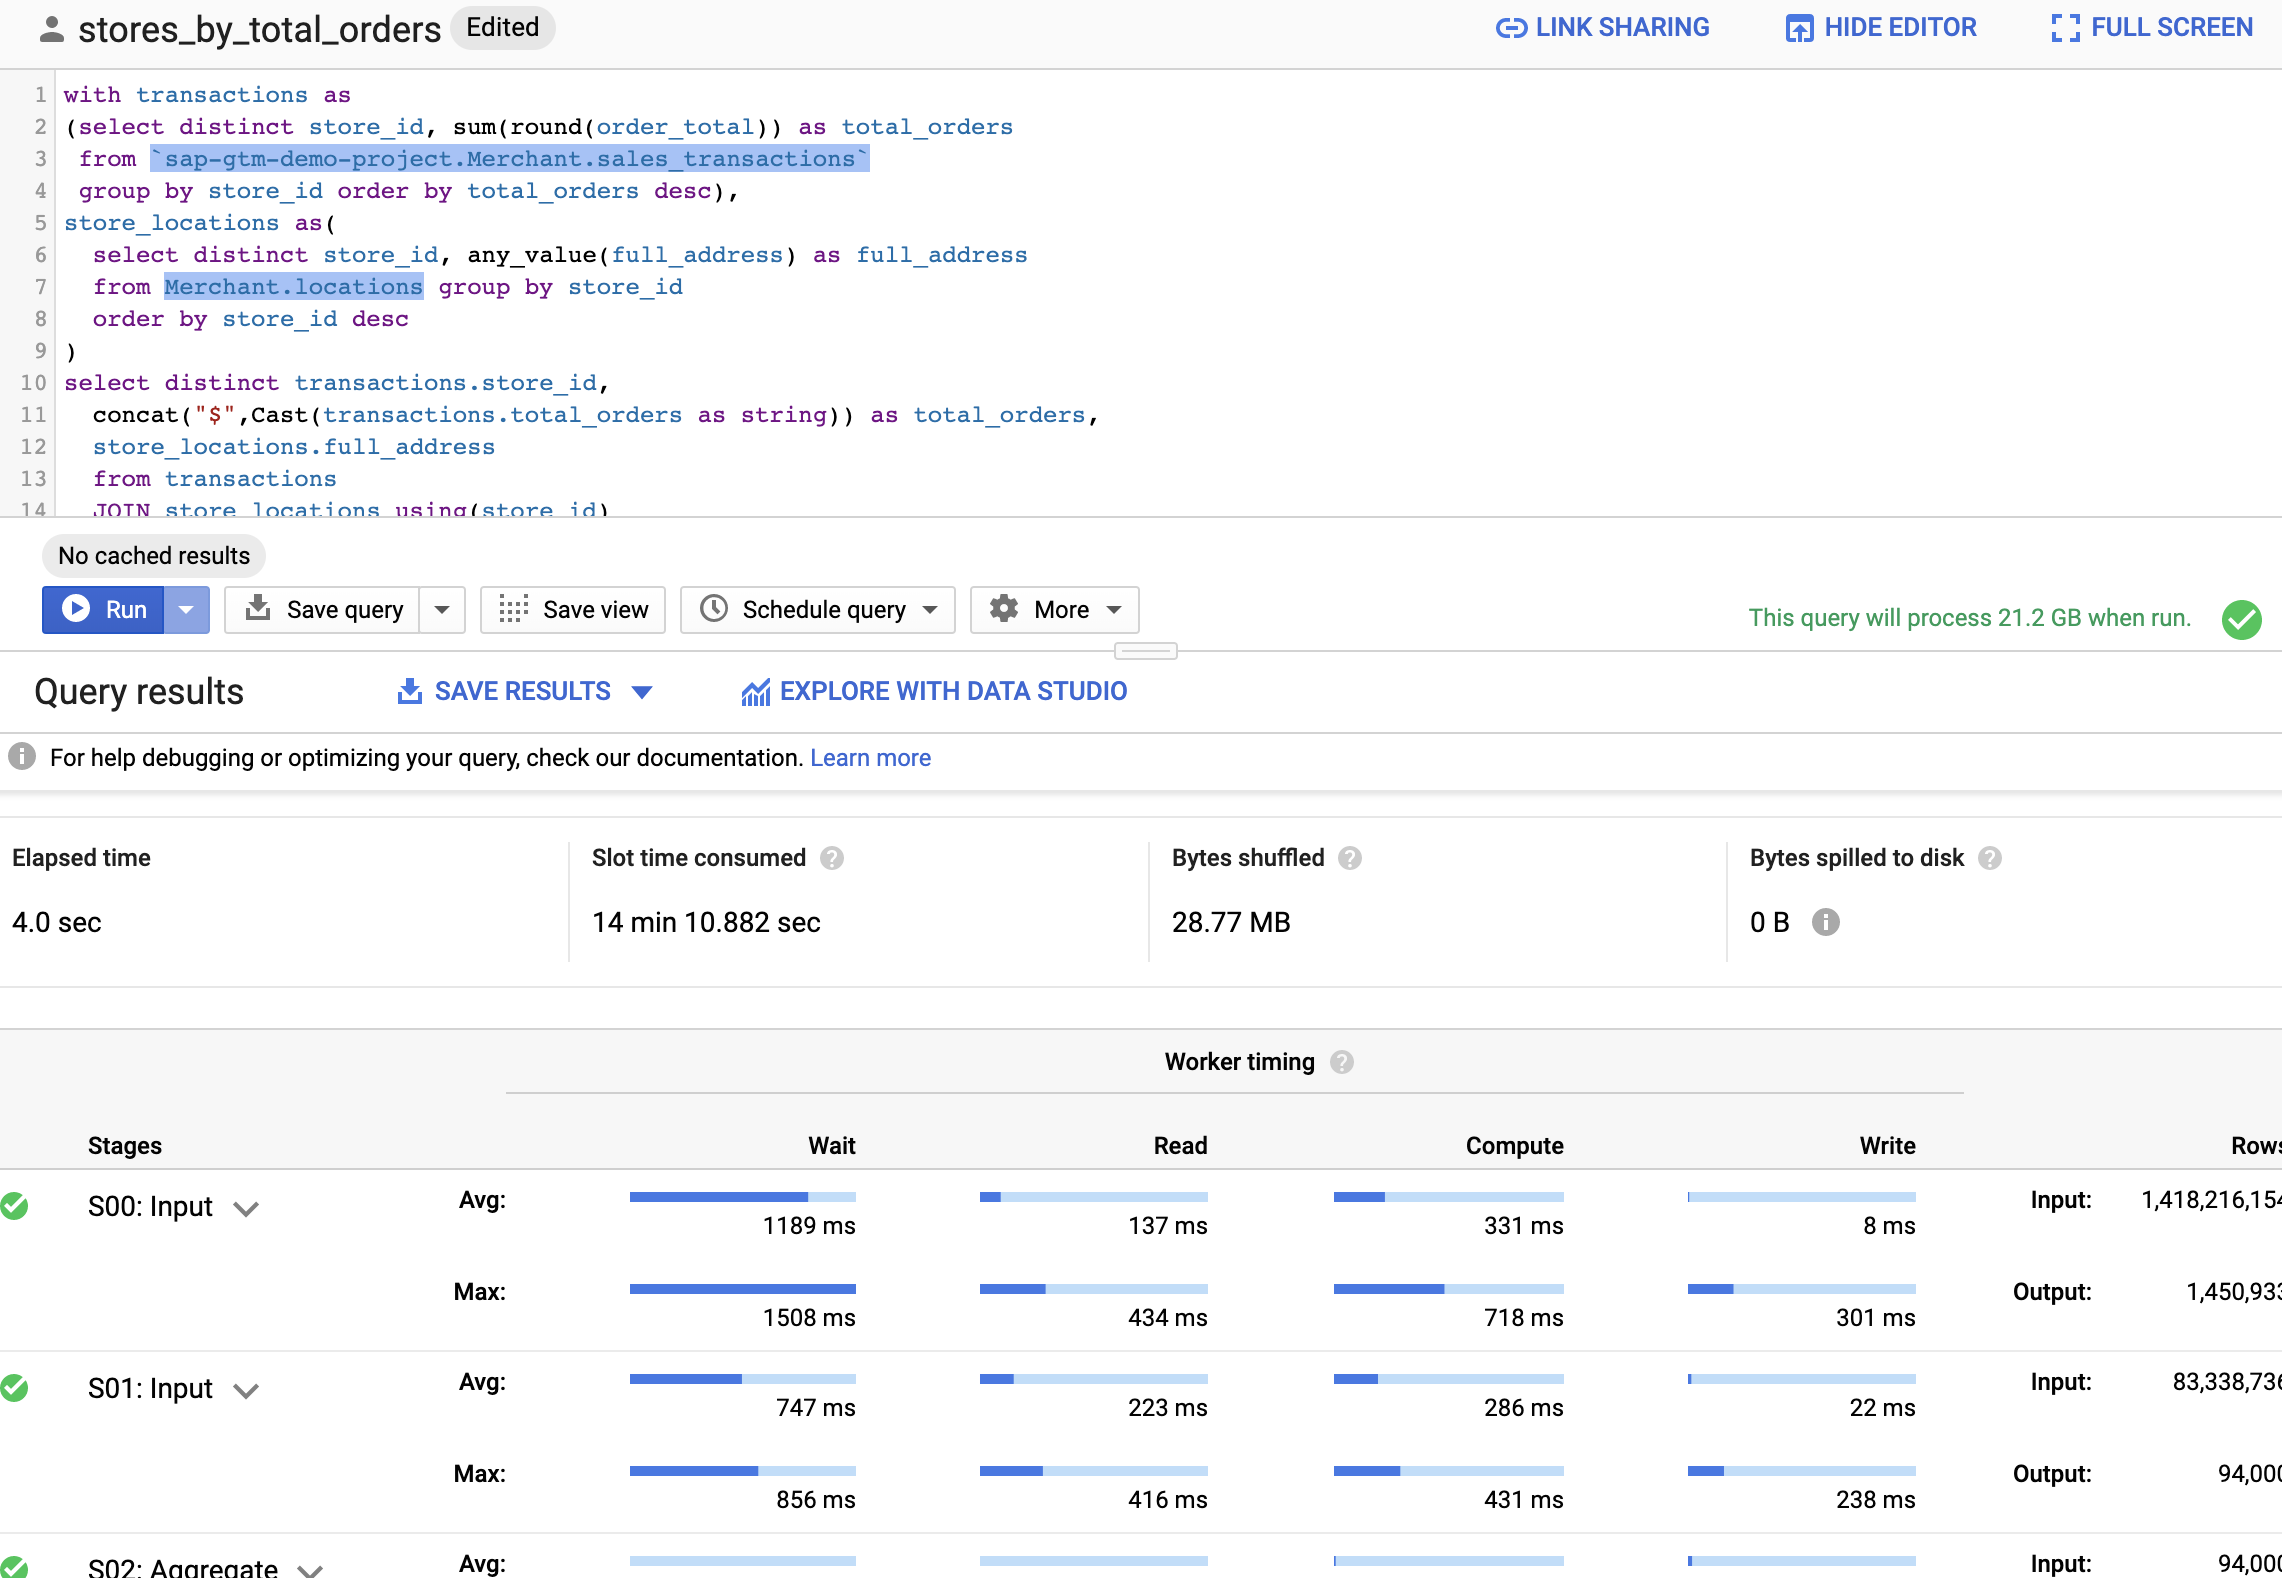 stores_by_total_orders Edited LINK SHARING HIDE EDITOR FULL SCREEN
1 with transactions as
2 (select distinct store_id, sum(round(order_total)) as total_orders
3 from `sap-gtm-demo-project.Merchant.sales_transactions`
4 group by store_id order by total_orders desc),
5 store_locations as(
6 select distinct store_id, any_value(full_address) as full_address
7 from Merchant.locations group by store_id
8 order by store_id desc
9 )
10 select distinct transactions.store_id,
11 concat("$",Cast(transactions.total_orders as string)) as total_orders,
12 store_locations.full_address
13 from transactions
14 JOIN store_locations using(store_id)
No cached results
Run Save query Save view Schedule query More This query will process 21.2 GB when run.
Query results SAVE RESULTS EXPLORE WITH DATA STUDIO
For help debugging or optimizing your query, check our documentation. Learn more
Elapsed time Slot time consumed Bytes shuffled Bytes spilled to disk
4.0 sec 14 min 10.882 sec 28.77 MB 0 B
Worker timing
Stages Wait Read Compute Write Rows
S00: Input Avg: 1189 ms 137 ms 331 ms 8 ms Input: 1,418,216,154
Max: 1508 ms 434 ms 718 ms 301 ms Output: 1,450,933
S01: Input Avg: 747 ms 223 ms 286 ms 22 ms Input: 83,338,736
Max: 856 ms 416 ms 431 ms 238 ms Output: 94,000
S02: Aggregate Avg: Input: 94,000